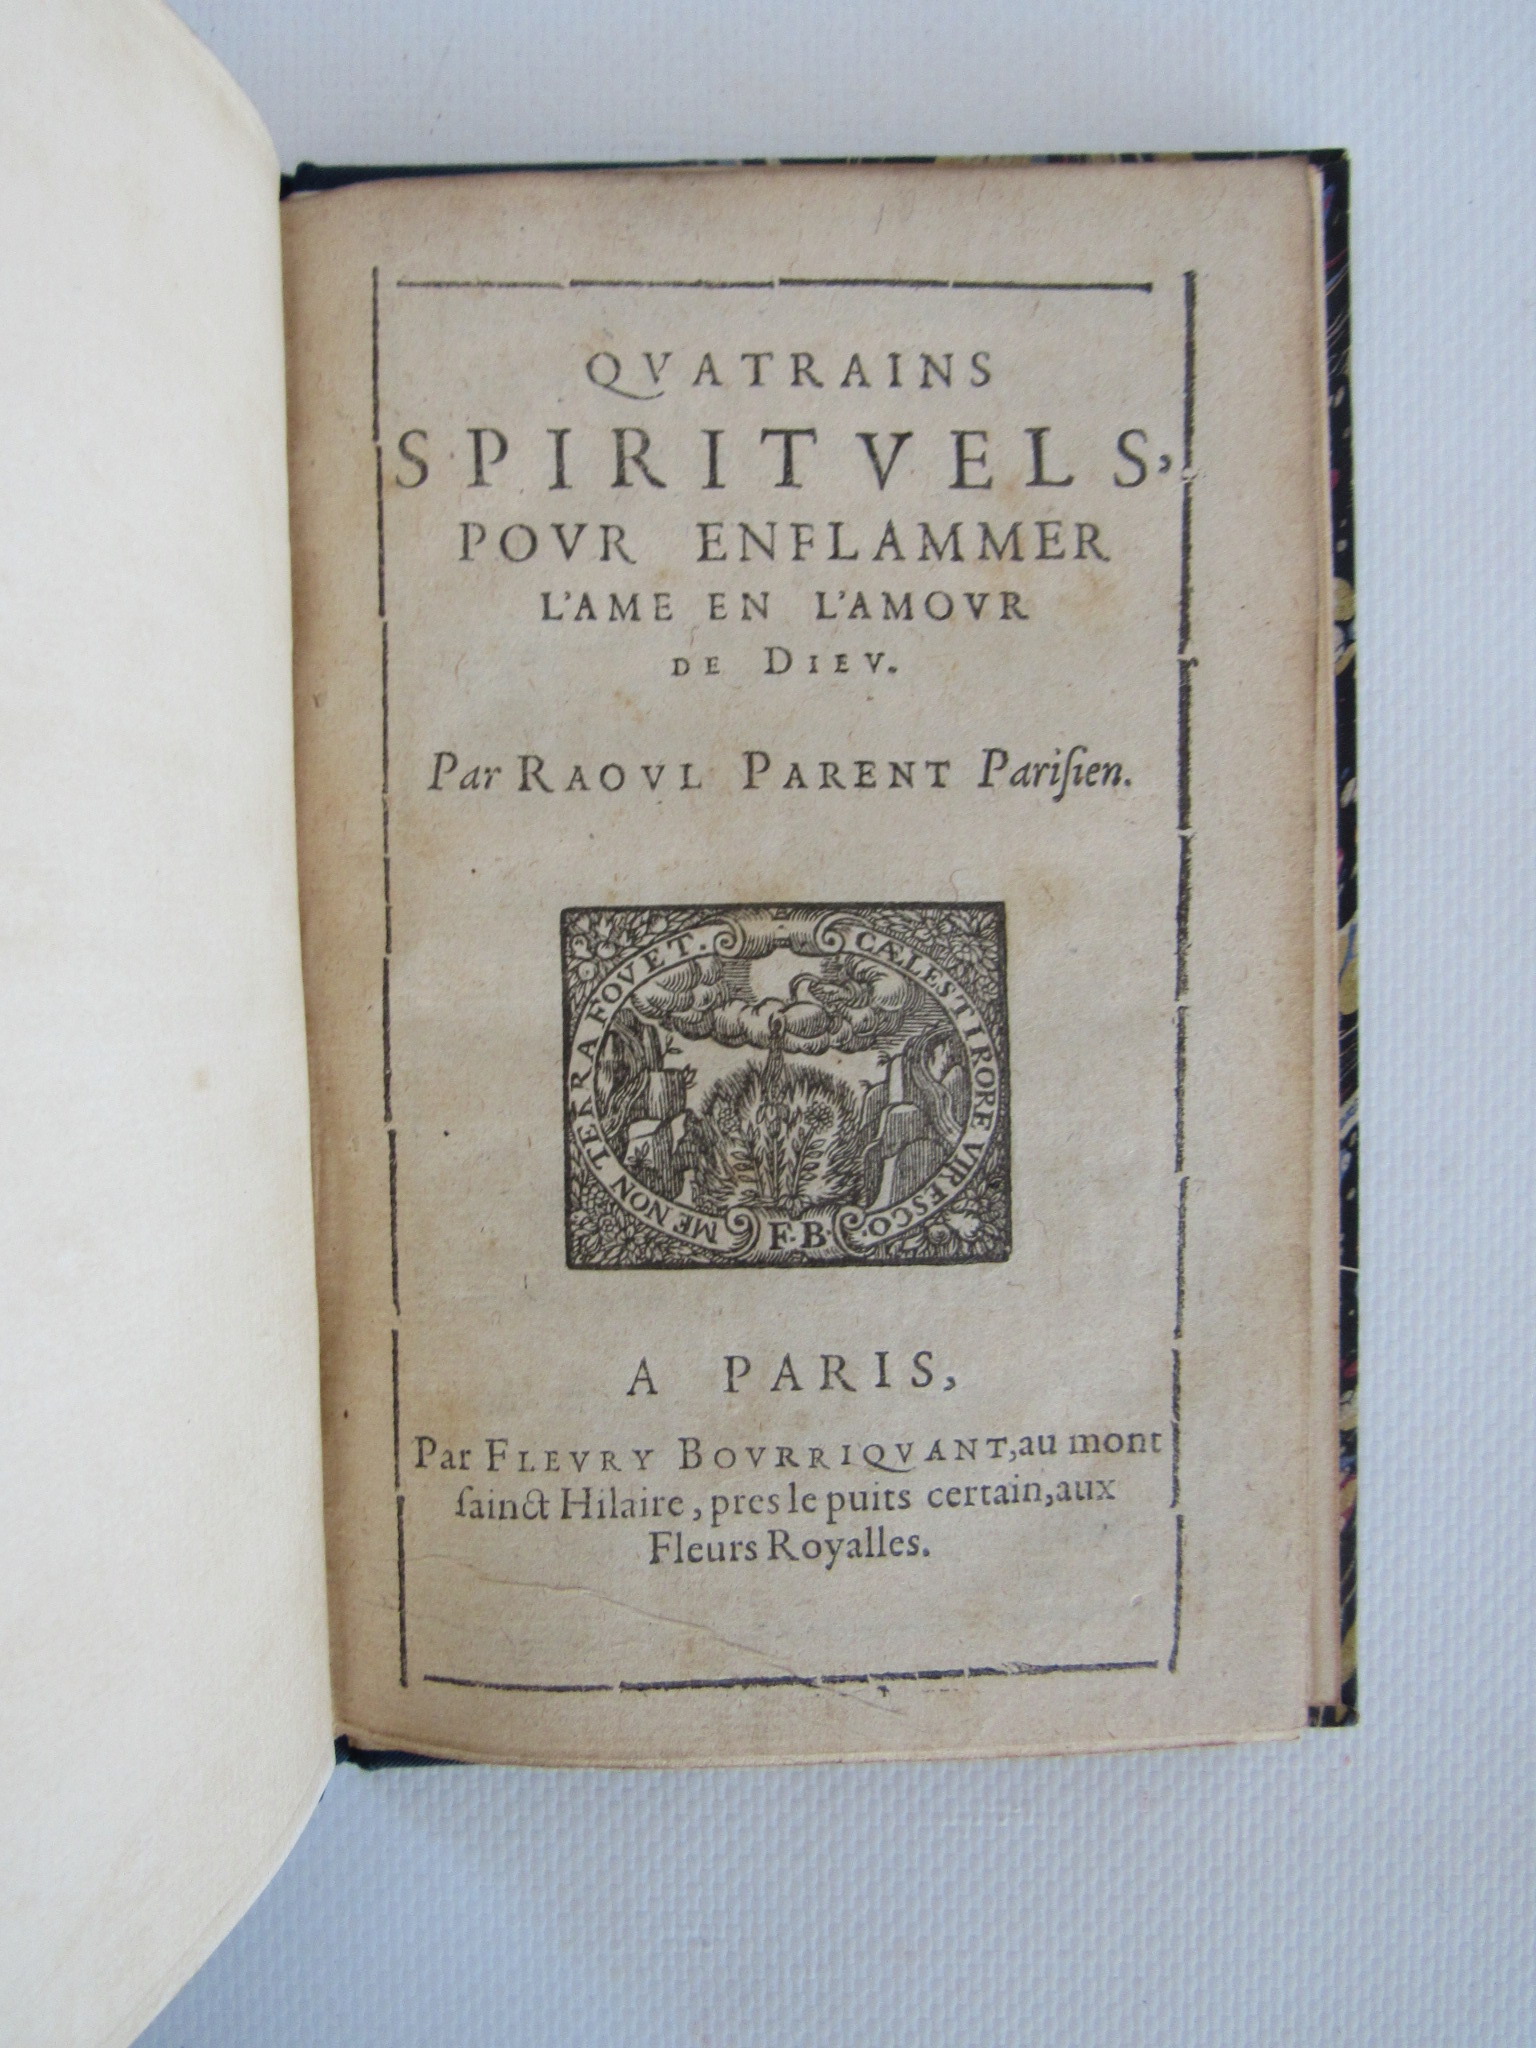 QVATRAINS
SPIRITVELS,
POVR ENFLAMMER
L'AME EN L'AMOVR
DE DIEV.
Par RAOVL PARENT Pariſien.
ME NON TERRA FOVET. CÆLESTI RORE VIRESCO.
F. B.
A PARIS,
Par FLEVRY BOVRRIQVANT, au mont
ſainct Hilaire, pres le puits certain, aux
Fleurs Royalles.